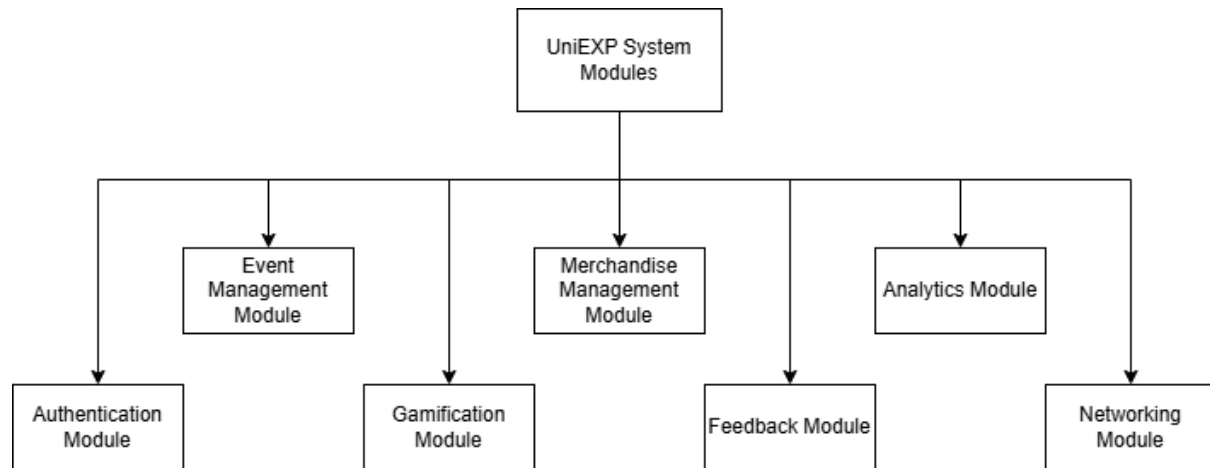 UniEXP System
Modules
Event
Management
Module
Merchandise
Management
Module
Analytics Module
Authentication
Module
Gamification
Module
Feedback Module
Networking
Module